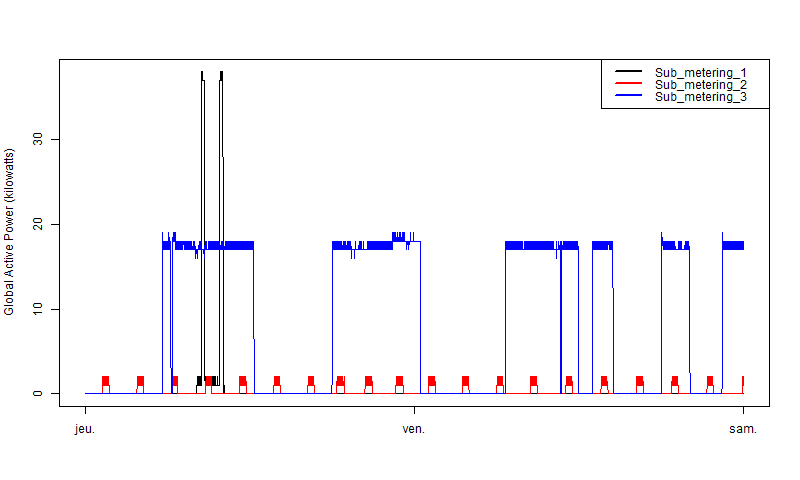 Sub_metering_1
Sub_metering_2
Sub_metering_3
Global Active Power (kilowatts)
30
20
10
0
jeu. ven. sam.